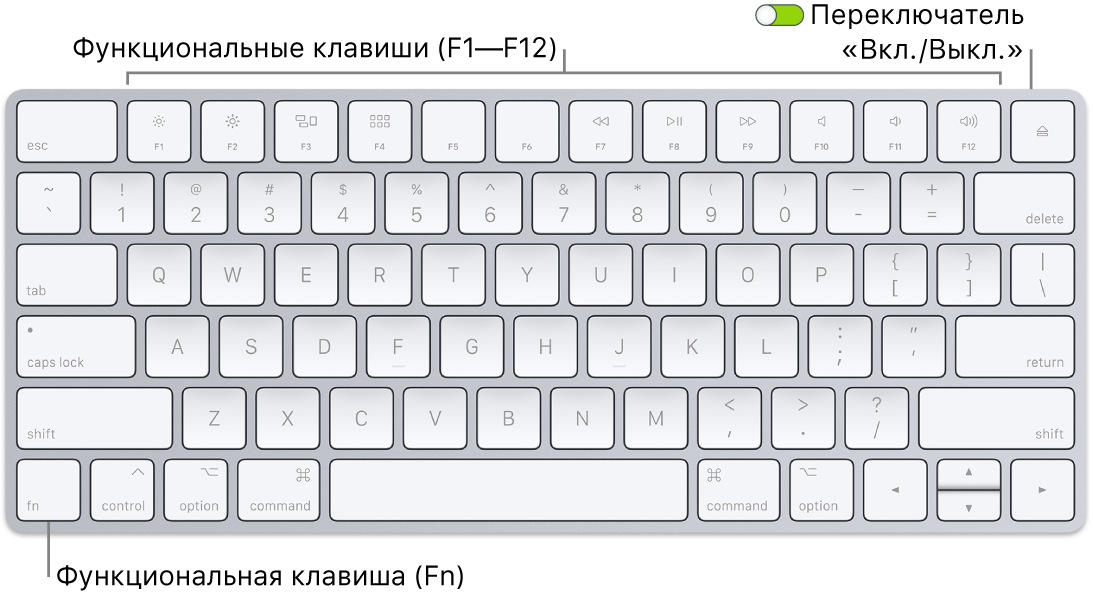 Переключатель
Функциональные клавиши (F1—F12)
«Вкл./Выкл.»
esc F1 F2 F3 F4 F5 F6 F7 F8 F9 F10 F11 F12
~ ! @ # $ % ^ & * ( ) — +
` 1 2 3 4 5 6 7 8 9 0 - = delete
tab Q W E R T Y U I O P { [ } ] | \
caps lock A S D F G H J K L : ; " ' return
shift Z X C V B N M < , > . ? / shift
fn control option command command option
Функциональная клавиша (Fn)